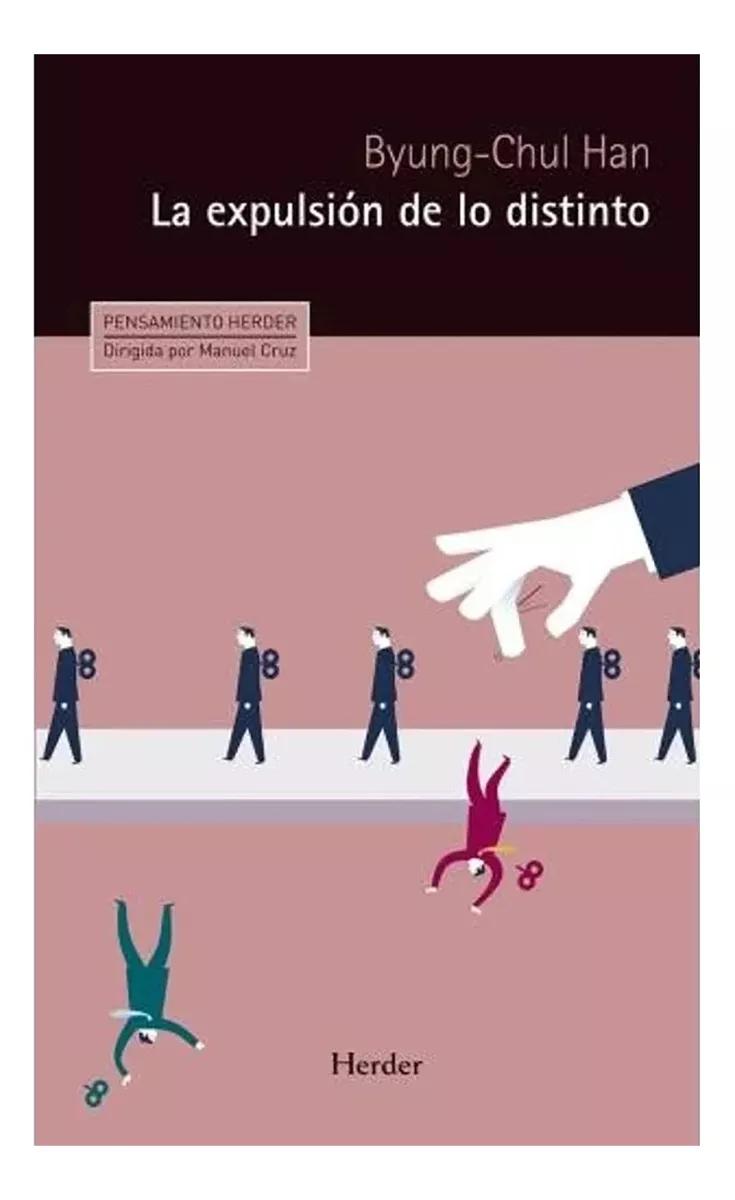 Byung-Chul Han
La expulsión de lo distinto
PENSAMIENTO HERDER
Dirigida por Manuel Cruz
Herder